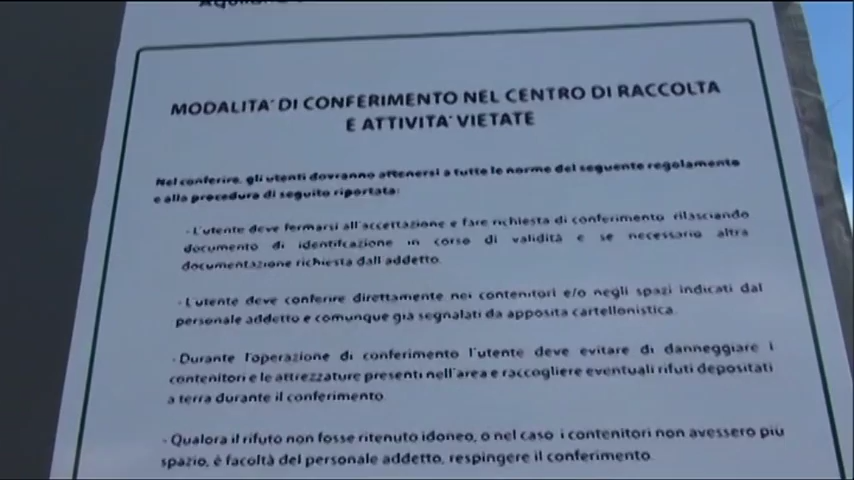 MODALITA' DI CONFERIMENTO NEL CENTRO DI RACCOLTA
E ATTIVITA' VIETATE
Nel conferire, gli utenti dovranno attenersi a tutte le norme del seguente regolamento
e alla procedura di seguito riportata:
- L'utente deve fermarsi all'accettazione e fare richiesta di conferimento rilasciando
documento di identifcazione in corso di validità e se necessario altra
documentazione richiesta dall'addetto.
- L'utente deve conferire direttamente nei contenitori e/o negli spazi indicati dal
personale addetto e comunque già segnalati da apposita cartellonistica.
- Durante l'operazione di conferimento l'utente deve evitare di danneggiare i
contenitori e le attrezzature presenti nell'area e raccogliere eventuali rifiuti depositati
a terra durante il conferimento.
- Qualora il rifuto non fosse ritenuto idoneo, o nel caso i contenitori non avessero più
spazio, è facoltà del personale addetto, respingere il conferimento.